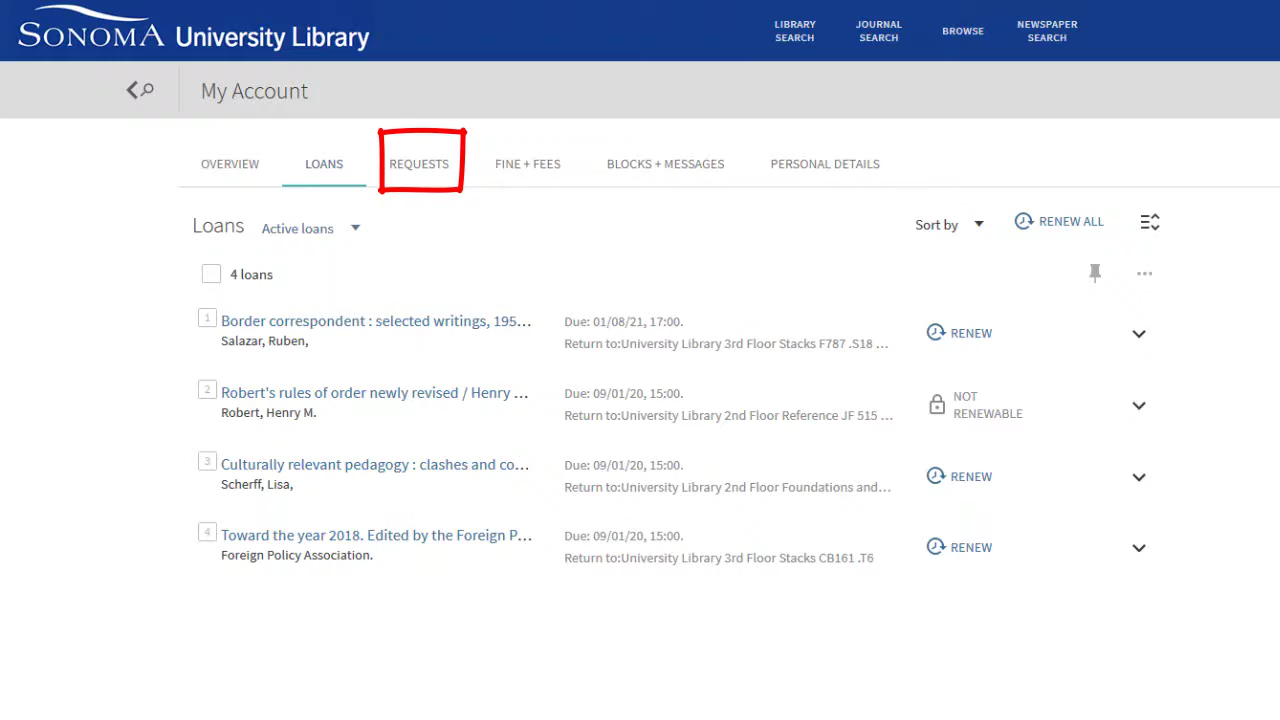 SONOMA University Library
LIBRARY SEARCH
JOURNAL SEARCH
BROWSE
NEWSPAPER SEARCH
My Account
OVERVIEW LOANS REQUESTS FINE + FEES BLOCKS + MESSAGES PERSONAL DETAILS
Loans Active loans Sort by RENEW ALL
4 loans
1 Border correspondent : selected writings, 195... Due: 01/08/21, 17:00. RENEW
Salazar, Ruben, Return to:University Library 3rd Floor Stacks F787 .S18 ...
2 Robert's rules of order newly revised / Henry ... Due: 09/01/20, 15:00. NOT RENEWABLE
Robert, Henry M. Return to:University Library 2nd Floor Reference JF 515 ...
3 Culturally relevant pedagogy : clashes and co... Due: 09/01/20, 15:00. RENEW
Scherff, Lisa, Return to:University Library 2nd Floor Foundations and...
4 Toward the year 2018. Edited by the Foreign P... Due: 09/01/20, 15:00. RENEW
Foreign Policy Association. Return to:University Library 3rd Floor Stacks CB161 .T6